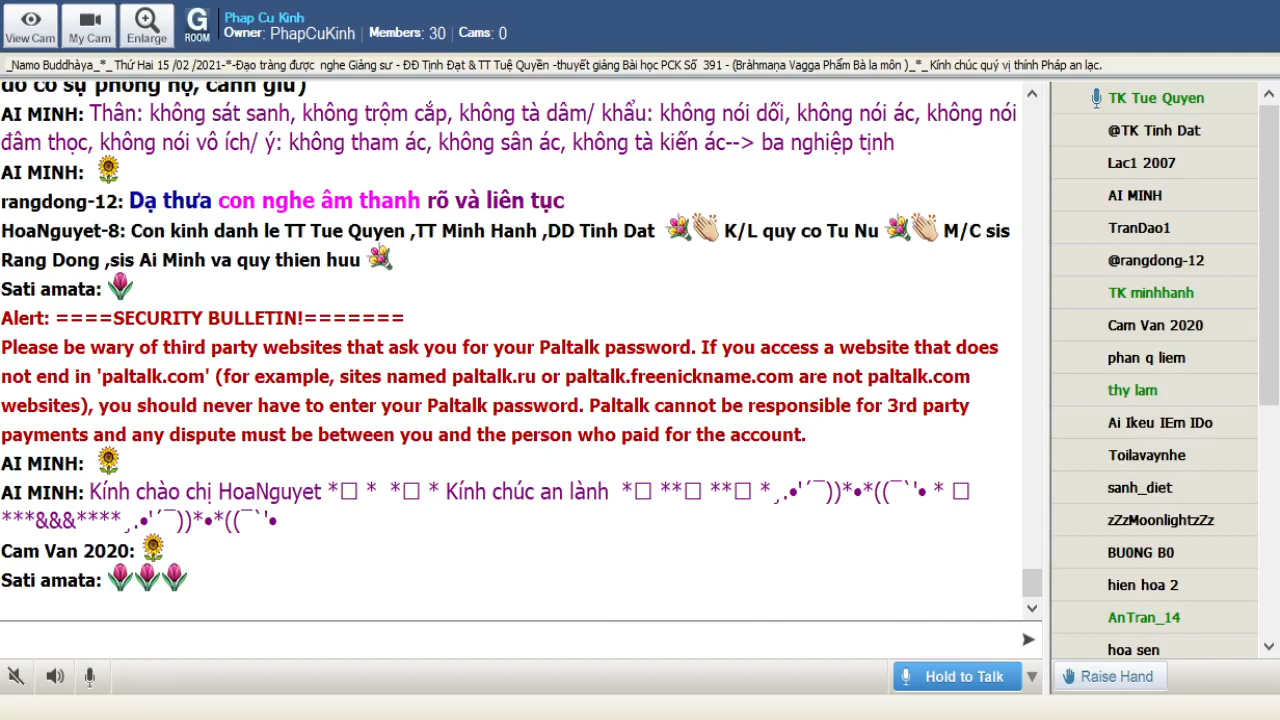 View Cam
My Cam
Enlarge
G
ROOM
Phap Cu Kinh
Owner: PhapCuKinh
Members: 30
Cams: 0
_Namo Buddhàya_*_ Thứ Hai 15 /02 /2021-*-Đạo tràng được nghe Giảng sư - ĐĐ Tịnh Đạt & TT Tuệ Quyền -thuyết giảng Bài học PCK Số 391 - (Bràhmaṇa Vagga Phẩm Bà la môn )_*_ Kính chúc quý vị thính Pháp an lạc.
do có sự phòng hộ, canh giữ)
AI MINH: Thân: không sát sanh, không trộm cắp, không tà dâm/ khẩu: không nói dối, không nói ác, không nói
đâm thọc, không nói vô ích/ ý: không tham ác, không sân ác, không tà kiến ác--> ba nghiệp tịnh
AI MINH:
rangdong-12: Dạ thưa con nghe âm thanh rõ và liên tục
HoaNguyet-8: Con kinh danh le TT Tue Quyen ,TT Minh Hanh ,DD Tinh Dat K/L quy co Tu Nu M/C sis
Rang Dong ,sis Ai Minh va quy thien huu
Sati amata:
Alert: ====SECURITY BULLETIN!=======
Please be wary of third party websites that ask you for your Paltalk password. If you access a website that does
not end in 'paltalk.com' (for example, sites named paltalk.ru or paltalk.freenickname.com are not paltalk.com
websites), you should never have to enter your Paltalk password. Paltalk cannot be responsible for 3rd party
payments and any dispute must be between you and the person who paid for the account.
AI MINH:
AI MINH: Kính chào chị HoaNguyet *□ * *□ * Kính chúc an lành *□ **□ **□ *¸.•'´¯))*•*((¯`'• * □
***&&&****¸.•'´¯))*•*((¯`'•
Cam Van 2020:
Sati amata:
Hold to Talk
TK Tue Quyen
@TK Tinh Dat
Lac1 2007
AI MINH
TranDao1
@rangdong-12
TK minhhanh
Cam Van 2020
phan q liem
thy lam
Ai Ikeu IEm IDo
Toilavaynhe
sanh_diet
zZzMoonlightzZz
BU0NG B0
hien hoa 2
AnTran_14
hoa sen
Raise Hand